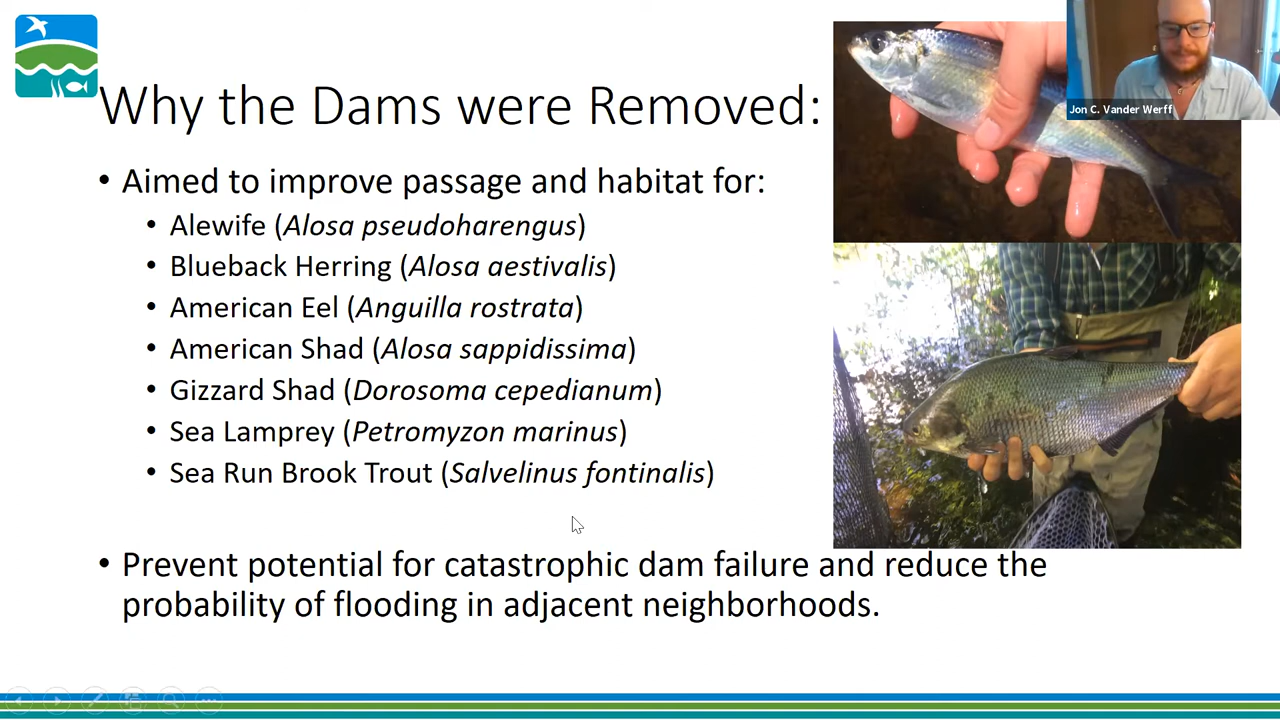 Why the Dams were Removed:
Jon C. Vander Werff
• Aimed to improve passage and habitat for:
• Alewife (Alosa pseudoharengus)
• Blueback Herring (Alosa aestivalis)
• American Eel (Anguilla rostrata)
• American Shad (Alosa sappidissima)
• Gizzard Shad (Dorosoma cepedianum)
• Sea Lamprey (Petromyzon marinus)
• Sea Run Brook Trout (Salvelinus fontinalis)
• Prevent potential for catastrophic dam failure and reduce the
probability of flooding in adjacent neighborhoods.